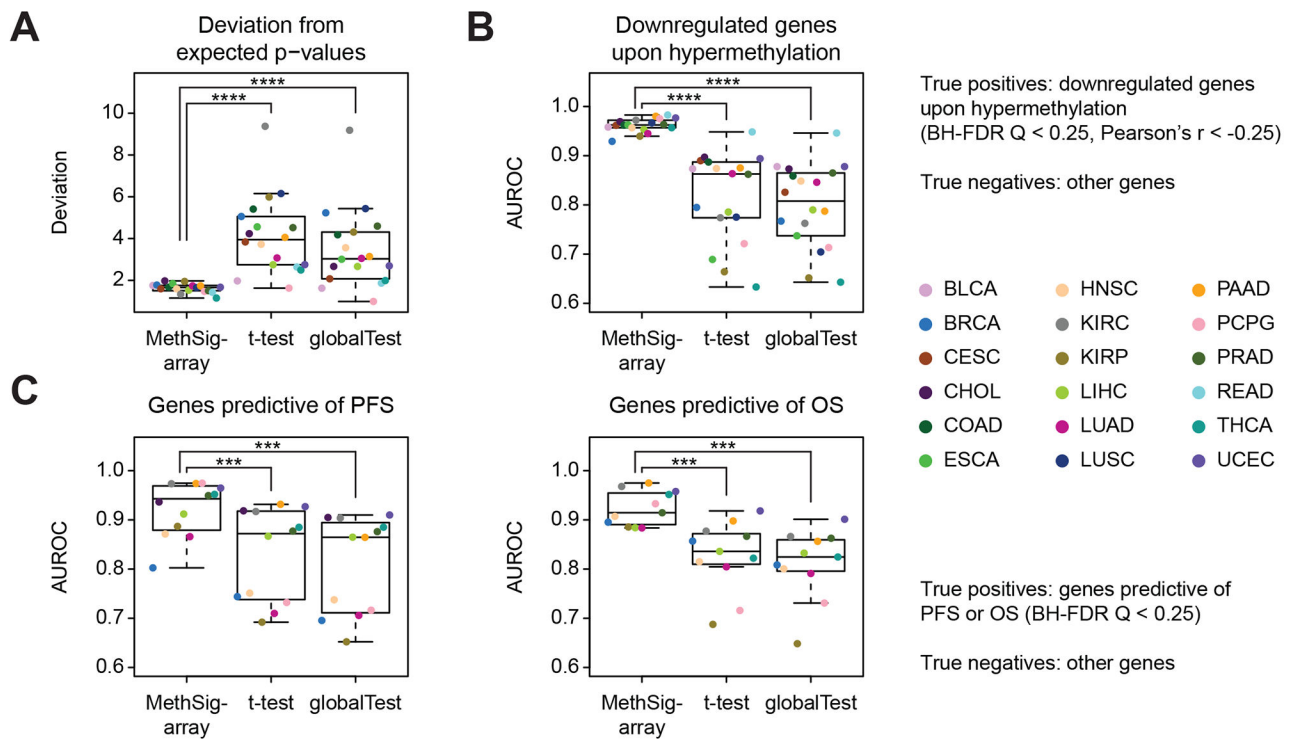 A
Deviation from
expected p−values
****
****
Deviation
10
8
6
4
2
MethSig-
array
t-test
globalTest
B
Downregulated genes
upon hypermethylation
****
****
AUROC
1.0
0.9
0.8
0.7
0.6
MethSig-
array
t-test
globalTest
True positives: downregulated genes
upon hypermethylation
(BH-FDR Q < 0.25, Pearson's r < -0.25)
True negatives: other genes
BLCA
BRCA
CESC
CHOL
COAD
ESCA
HNSC
KIRC
KIRP
LIHC
LUAD
LUSC
PAAD
PCPG
PRAD
READ
THCA
UCEC
C
Genes predictive of PFS
***
***
AUROC
1.0
0.9
0.8
0.7
0.6
MethSig-
array
t-test
globalTest
Genes predictive of OS
***
***
AUROC
1.0
0.9
0.8
0.7
0.6
MethSig-
array
t-test
globalTest
True positives: genes predictive of
PFS or OS (BH-FDR Q < 0.25)
True negatives: other genes